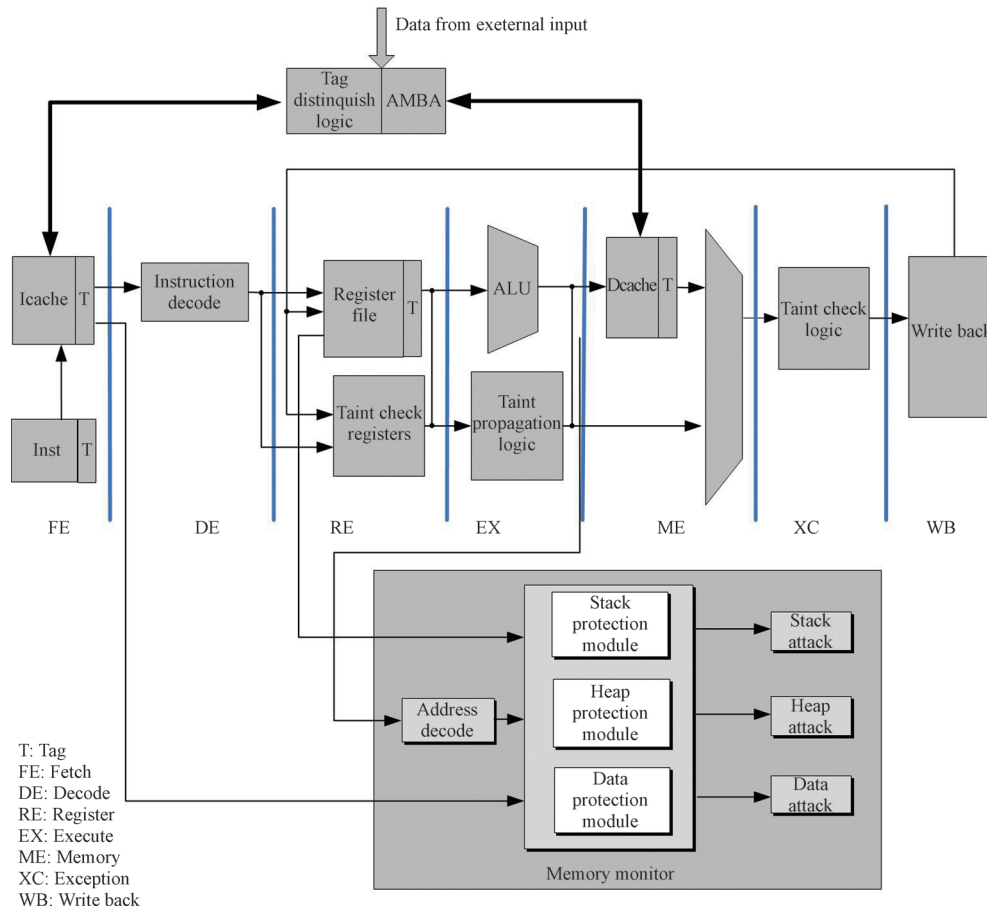 Data from exeternal input
Tag
distinquish
logic
AMBA
Icache
T
Instruction
decode
Register
file
T
ALU
Dcache
T
Taint check
logic
Write back
Inst
T
Taint check
registers
Taint
propagation
logic
FE
DE
RE
EX
ME
XC
WB
Stack
protection
module
Stack
attack
Address
decode
Heap
protection
module
Heap
attack
Data
protection
module
Data
attack
Memory monitor
T: Tag
FE: Fetch
DE: Decode
RE: Register
EX: Execute
ME: Memory
XC: Exception
WB: Write back